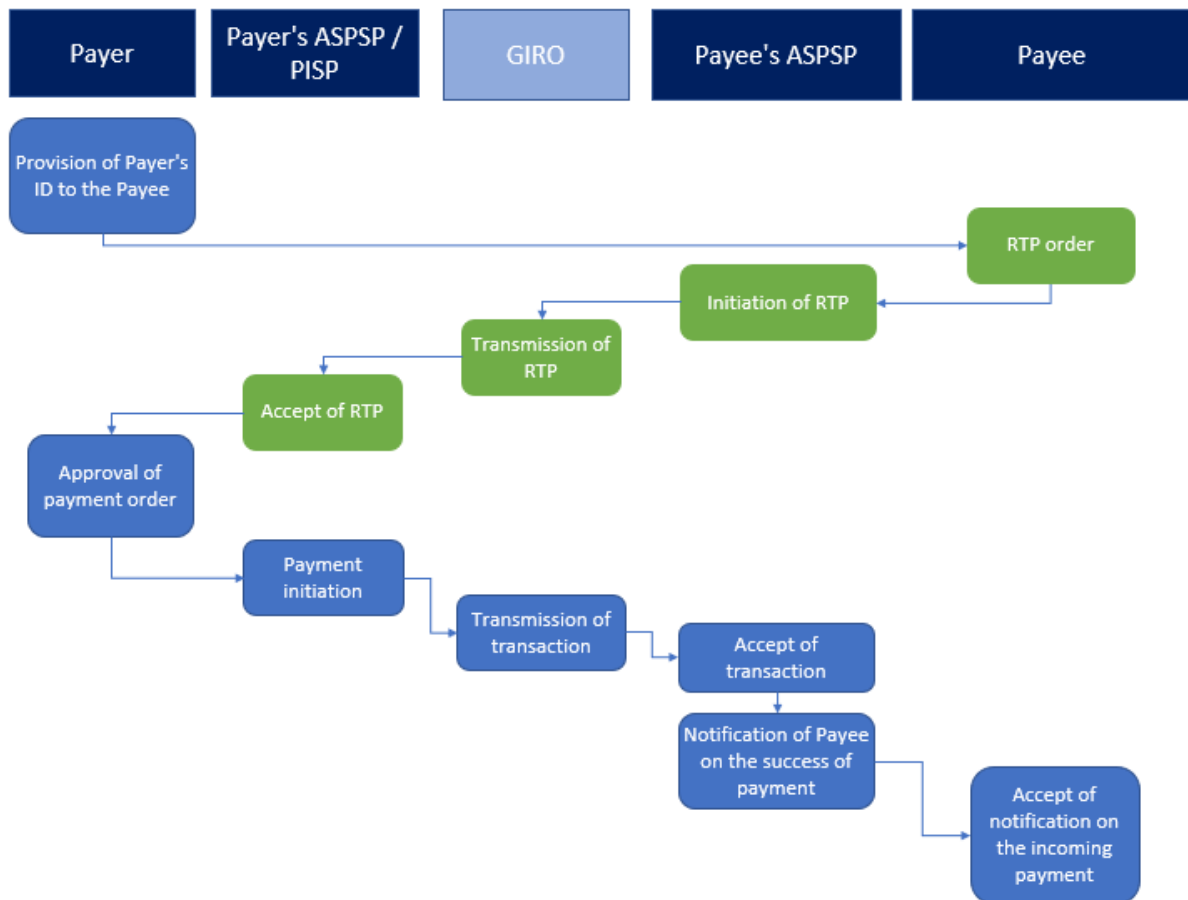 Payer
Payer's ASPSP /
PISP
GIRO
Payee's ASPSP
Payee
Provision of Payer's
ID to the Payee
RTP order
Initiation of RTP
Transmission of
RTP
Accept of RTP
Approval of
payment order
Payment
initiation
Transmission of
transaction
Accept of
transaction
Notification of Payee
on the success of
payment
Accept of
notification on
the incoming
payment